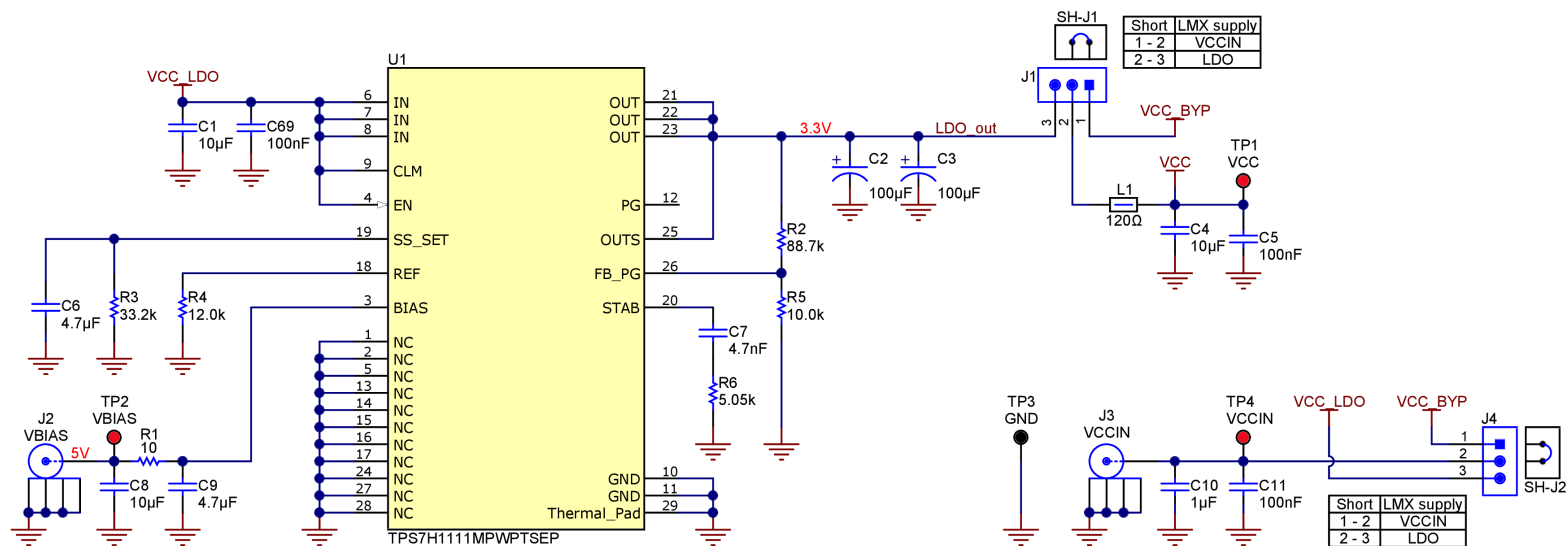 SH-J1
Short LMX supply
1 - 2 VCCIN
2 - 3 LDO
U1
VCC_LDO
J1
VCC_BYP
6 IN
7 IN
8 IN
9 CLM
4 EN
19 SS_SET
18 REF
3 BIAS
1 NC
2 NC
5 NC
13 NC
14 NC
15 NC
16 NC
17 NC
24 NC
27 NC
28 NC
OUT 21
OUT 22
OUT 23
PG 12
OUTS 25
FB_PG 26
STAB 20
GND 10
GND 11
Thermal_Pad 29
TPS7H1111MPWPTSEP
C1
10µF
C69
100nF
C6
4.7µF
R3
33.2k
R4
12.0k
J2
VBIAS
5V
TP2
VBIAS
R1
10
C8
10µF
C9
4.7µF
3.3V
LDO_out
+ C2
100µF
+ C3
100µF
3 2 1
R2
88.7k
R5
10.0k
C7
4.7nF
R6
5.05k
VCC
TP1
VCC
L1
120Ω
C4
10µF
C5
100nF
TP3
GND
J3
VCCIN
TP4
VCCIN
C10
1µF
C11
100nF
VCC_LDO
VCC_BYP
J4
1
2
3
SH-J2
Short LMX supply
1 - 2 VCCIN
2 - 3 LDO